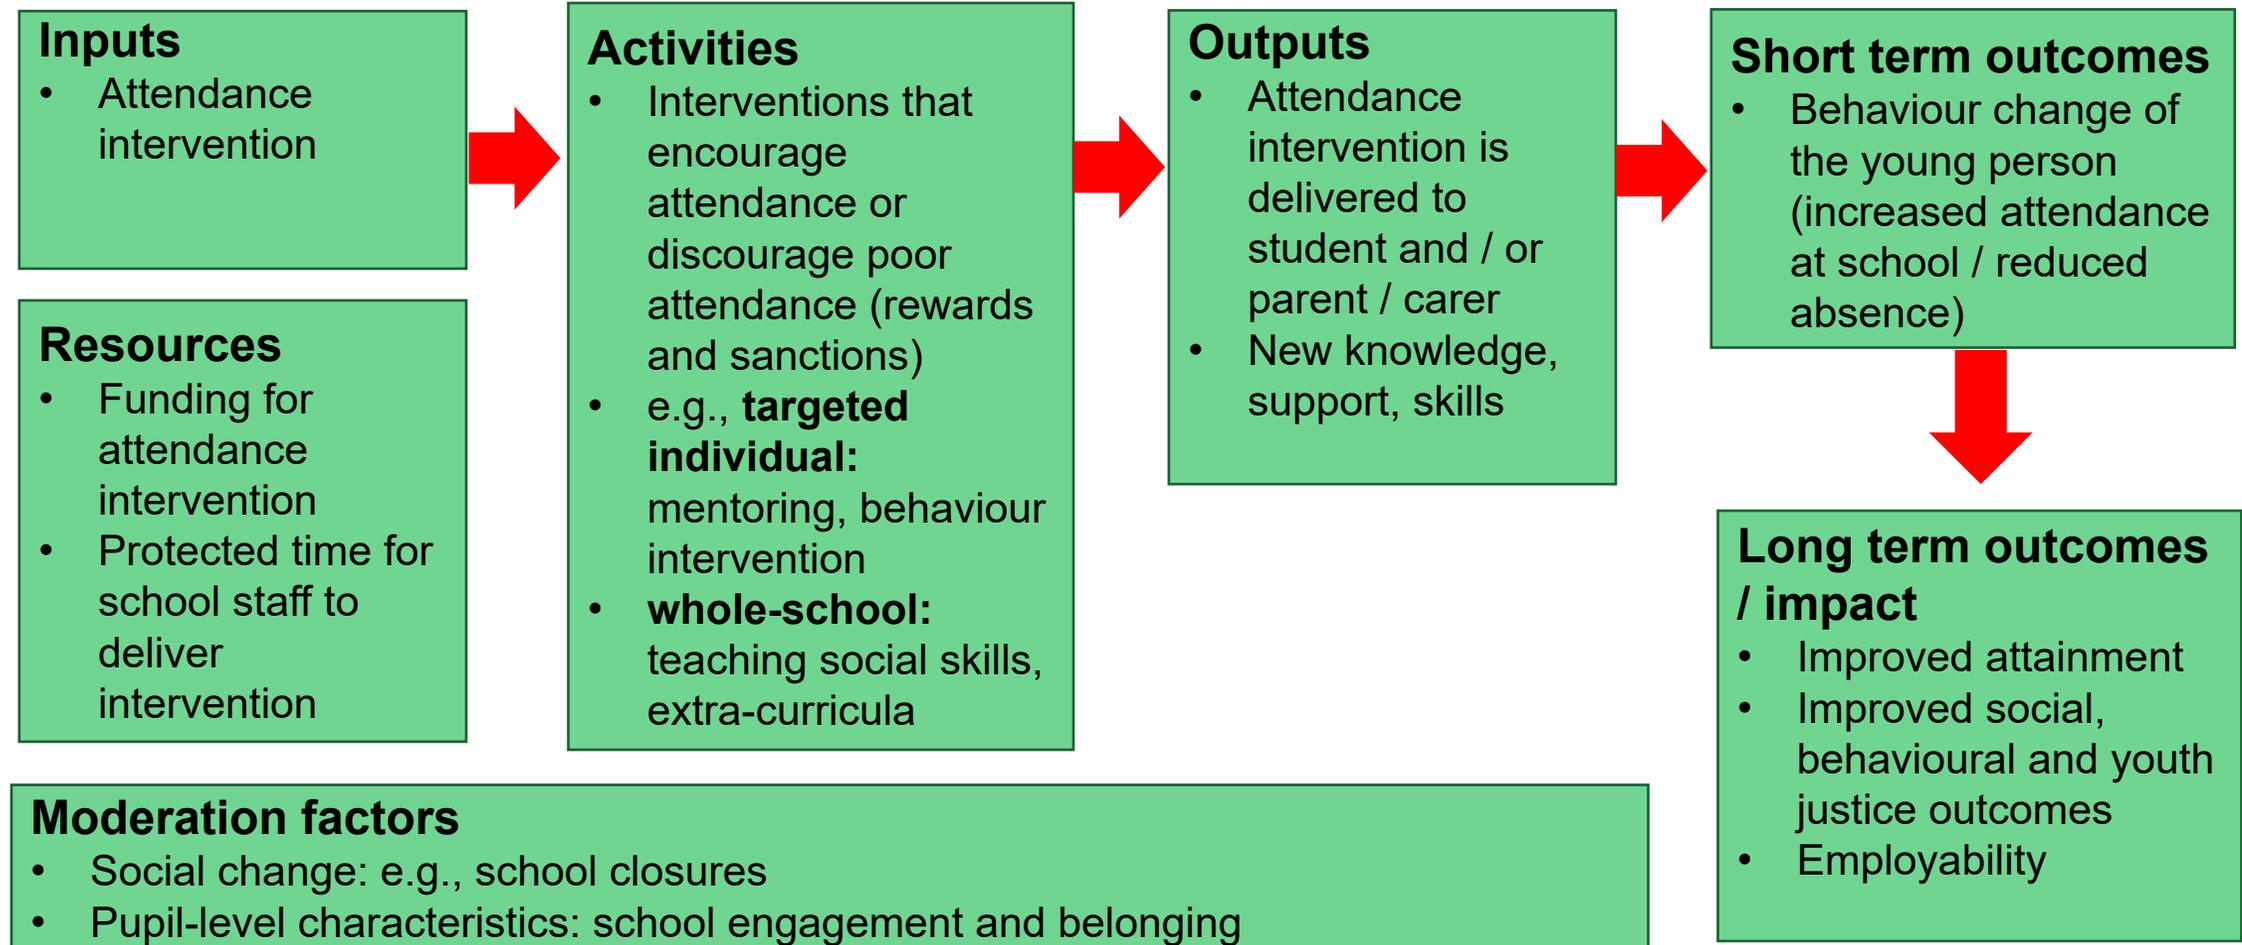 Inputs
• Attendance
intervention
Resources
• Funding for
attendance
intervention
• Protected time for
school staff to
deliver
intervention
Activities
• Interventions that
encourage
attendance or
discourage poor
attendance (rewards
and sanctions)
• e.g., targeted
individual:
mentoring, behaviour
intervention
• whole-school:
teaching social skills,
extra-curricula
Outputs
• Attendance
intervention is
delivered to
student and / or
parent / carer
• New knowledge,
support, skills
Short term outcomes
• Behaviour change of
the young person
(increased attendance
at school / reduced
absence)
Long term outcomes
/ impact
• Improved attainment
• Improved social,
behavioural and youth
justice outcomes
• Employability
Moderation factors
• Social change: e.g., school closures
• Pupil-level characteristics: school engagement and belonging